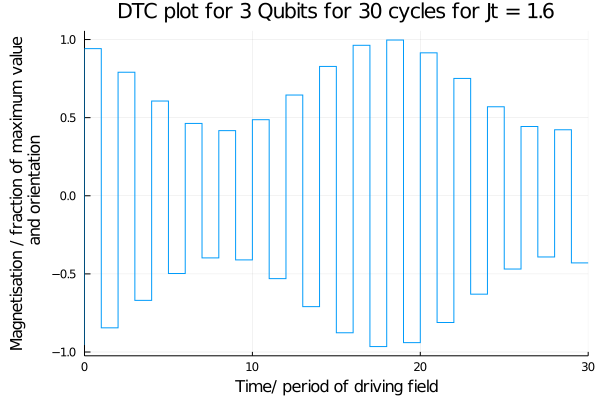 DTC plot for 3 Qubits for 30 cycles for Jt = 1.6
Magnetisation / fraction of maximum value
and orientation
1.0
0.5
0.0
−0.5
−1.0
0
10
20
30
Time/ period of driving field